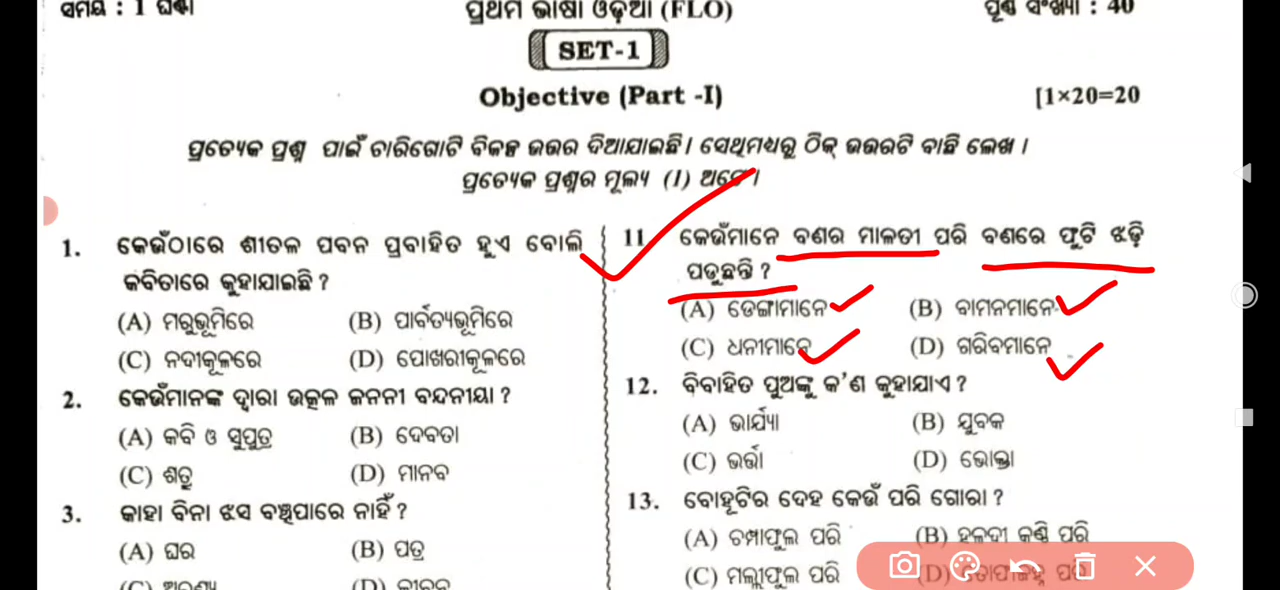 ସମୟ : 1 ଘଣ୍ଟା
ପ୍ରଥମ ଭାଷା ଓଡ଼ିଆ (FLO)
ପୂର୍ଣ୍ଣ ସଂଖ୍ୟା : 40
SET-1
Objective (Part -I)
[1×20=20
ପ୍ରତ୍ୟେକ ପ୍ରଶ୍ନ ପାଇଁ ଚାରିଗୋଟି ବିକଳ୍ପ ଉତ୍ତର ଦିଆଯାଇଛି। ସେଥିମଧ୍ୟରୁ ଠିକ୍ ଉତ୍ତରଟି ବାଛି ଲେଖ।
ପ୍ରତ୍ୟେକ ପ୍ରଶ୍ନର ମୂଲ୍ୟ (1)
1. କେଉଁଠାରେ ଶୀତଳ ପବନ ପ୍ରବାହିତ ହୁଏ ବୋଲି
କବିତାରେ କୁହାଯାଇଛି ?
(A) ମରୁଭୂମିରେ (B) ପାର୍ବତ୍ୟଭୂମିରେ
(C) ନଦୀକୂଳରେ (D) ପୋଖରୀକୂଳରେ
2. କେଉଁମାନଙ୍କ ଦ୍ୱାରା ଉତ୍କଳ ଜନନୀ ବନ୍ଦନୀୟା ?
(A) କବି ଓ ସୁପୁତ୍ର (B) ଦେବତା
(C) ଶତ୍ରୁ (D) ମାନବ
3. କାହା ବିନା ଝସ ବଞ୍ଚିପାରେ ନାହିଁ ?
(A) ଘର (B) ପତ୍ର
(C) ଅରଣ୍ୟ (D) ଜୀବନ
11 କେଉଁମାନେ ବଣର ମାଳତୀ ପରି ବଣରେ ଫୁଟି ଝଡ଼ି
ପଡୁଛନ୍ତି ?
(A) ଡେଙ୍ଗାମାନେ (B) ବାମନମାନେ
(C) ଧନୀମାନେ (D) ଗରିବମାନେ
12. ବିବାହିତ ପୁଅଙ୍କୁ କ'ଣ କୁହାଯାଏ ?
(A) ଭାର୍ଯ୍ୟା (B) ଯୁବକ
(C) ଭର୍ତ୍ତା (D) ଭୋକ୍ତା
13. ବୋହୂଟିର ଦେହ କେଉଁ ପରି ଗୋରା ?
(A) ଚମ୍ପାଫୁଲ ପରି (B) ହଳଦୀ କଣ୍ଟି ପରି
(C) ମଲ୍ଲୀଫୁଲ ପରି (D) ପରି